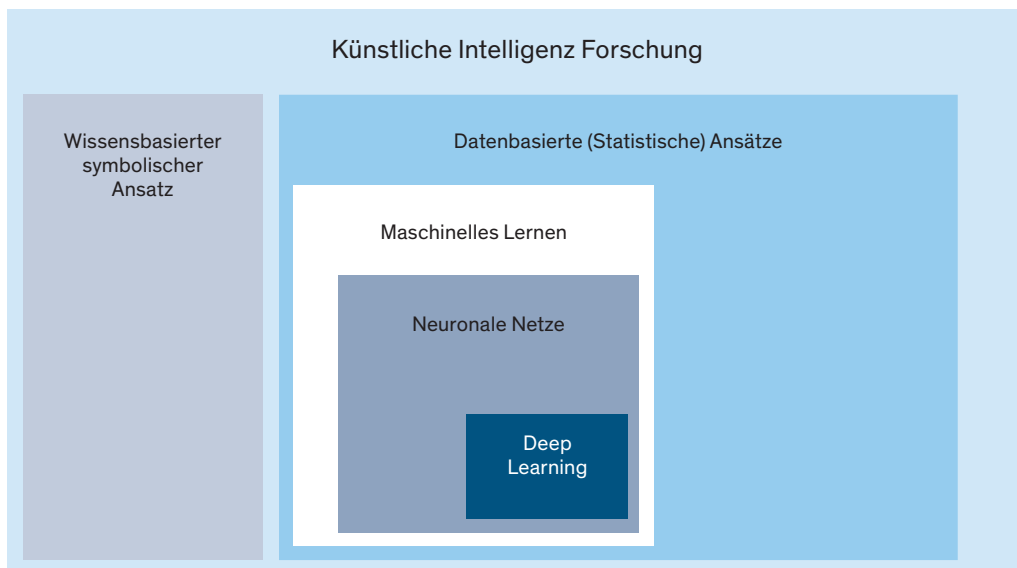 Künstliche Intelligenz Forschung
Wissensbasierter
symbolischer
Ansatz
Datenbasierte (Statistische) Ansätze
Maschinelles Lernen
Neuronale Netze
Deep
Learning